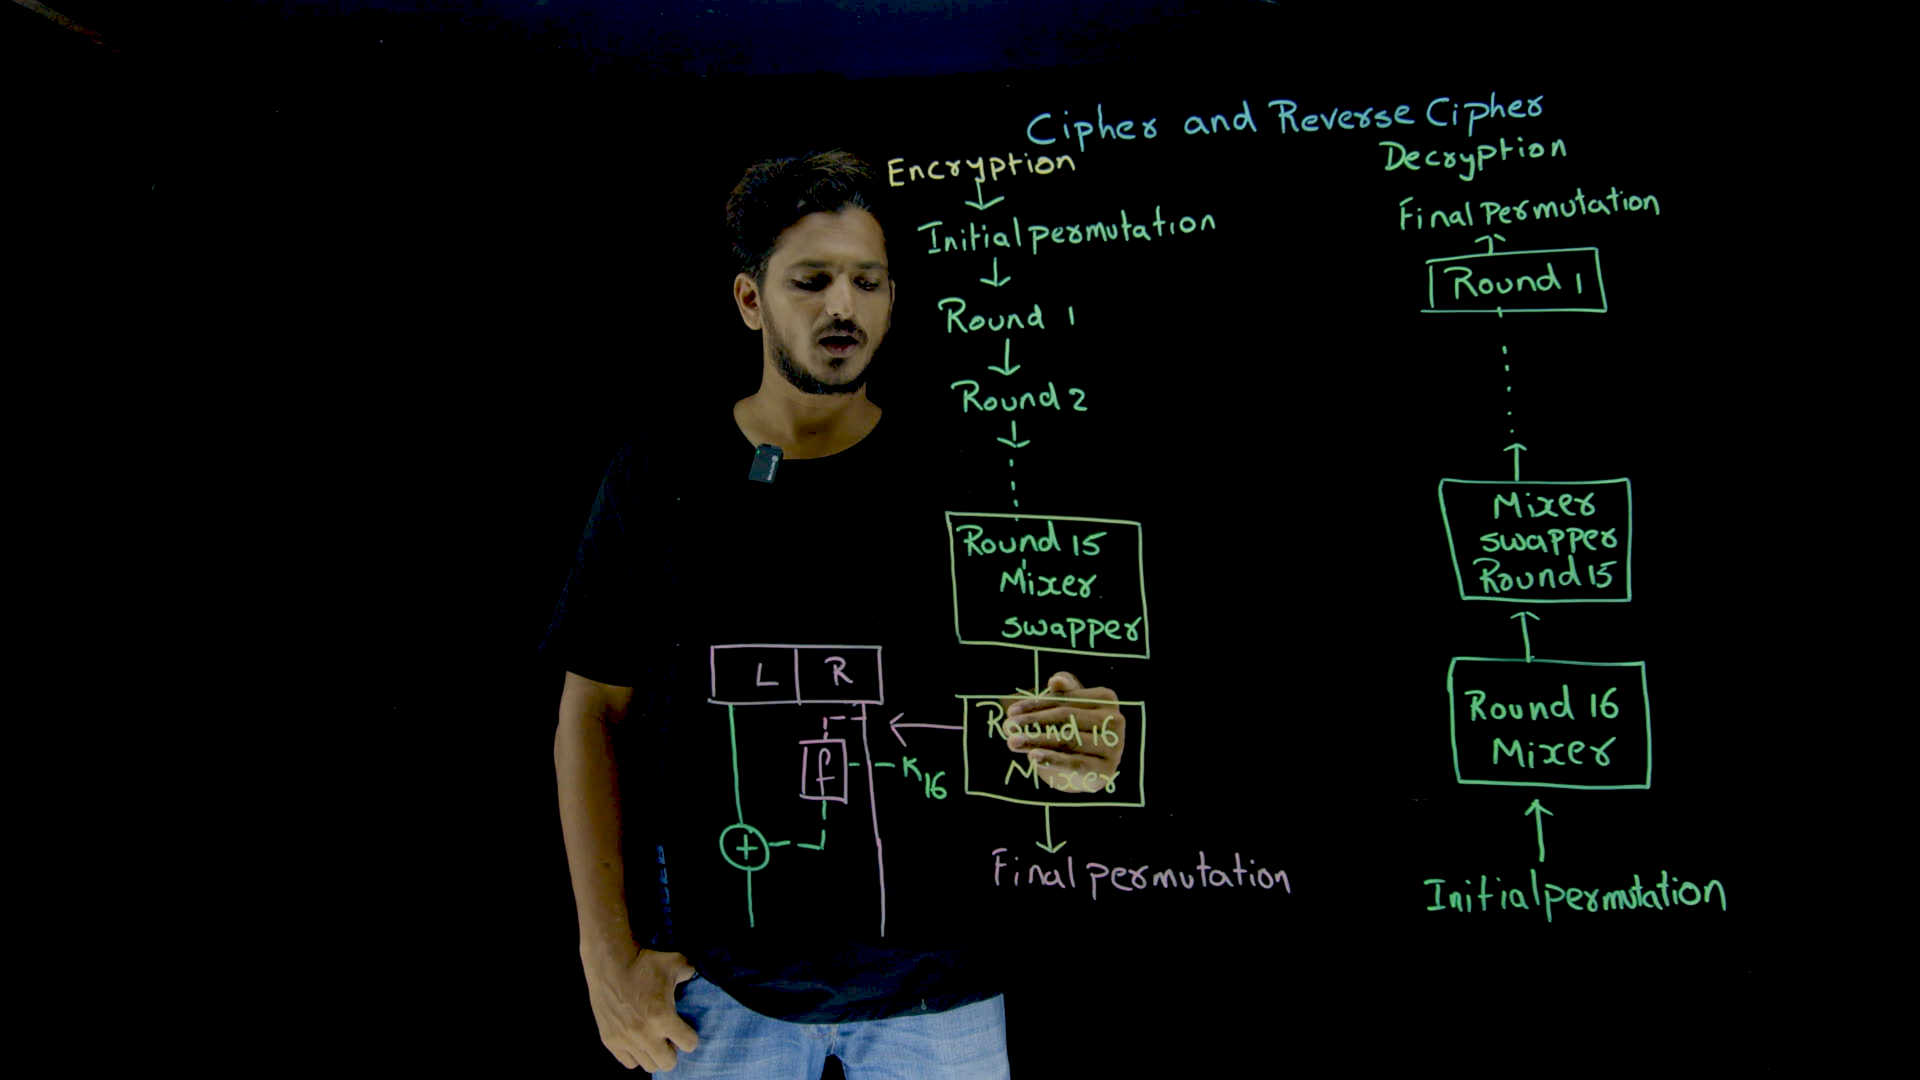 Cipher and Reverse Cipher
Encryption
Initial permutation
Round 1
Round 2
Round 15
Mixer
swapper
Round 16
Mixer
Final permutation
L R
f
K16
+
Decryption
Final Permutation
Round 1
Mixer
swapper
Round 15
Round 16
Mixer
Initial permutation